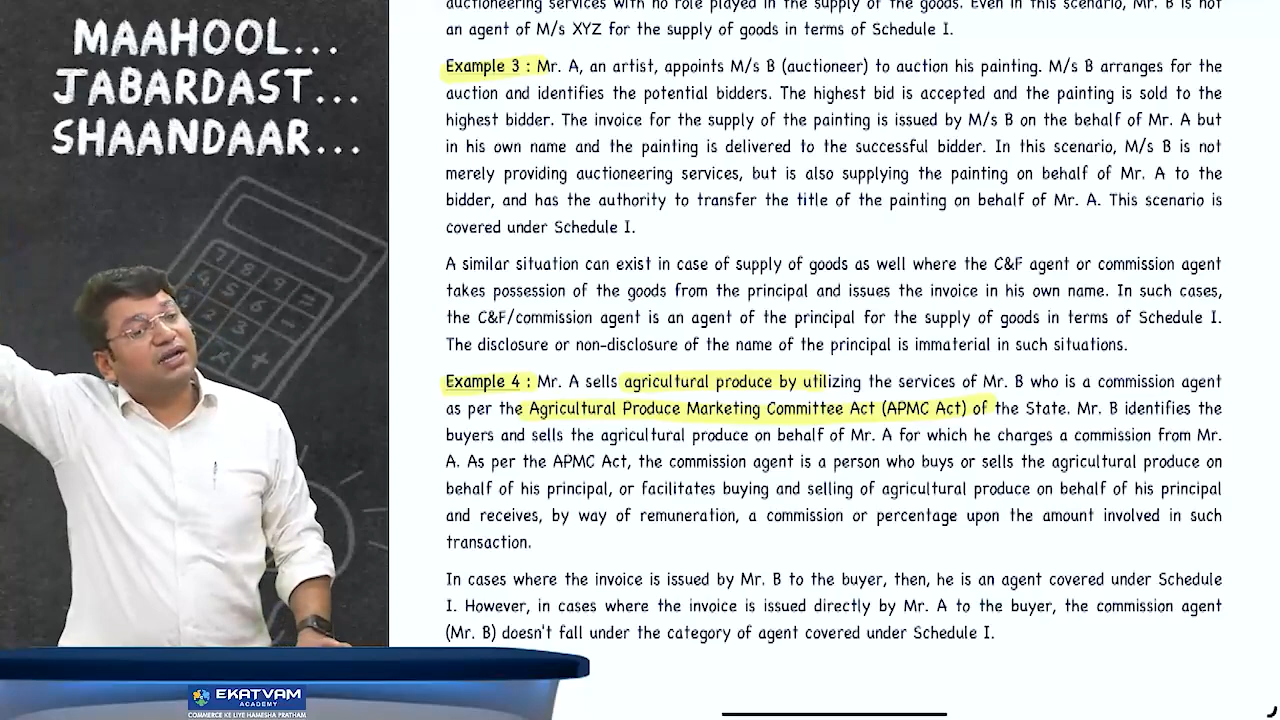 MAAHOOL...
JABARDAST...
SHAANDAAR...
7 8 9
4 5 6 =
2 3 -
× +
EKATVAM
ACADEMY
COMMERCE KE LIYE HAMESHA PRATHAM
auctioneering services with no role played in the supply of the goods. Even in this scenario, Mr. B is not
an agent of M/s XYZ for the supply of goods in terms of Schedule I.
Example 3 : Mr. A, an artist, appoints M/s B (auctioneer) to auction his painting. M/s B arranges for the
auction and identifies the potential bidders. The highest bid is accepted and the painting is sold to the
highest bidder. The invoice for the supply of the painting is issued by M/s B on the behalf of Mr. A but
in his own name and the painting is delivered to the successful bidder. In this scenario, M/s B is not
merely providing auctioneering services, but is also supplying the painting on behalf of Mr. A to the
bidder, and has the authority to transfer the title of the painting on behalf of Mr. A. This scenario is
covered under Schedule I.
A similar situation can exist in case of supply of goods as well where the C&F agent or commission agent
takes possession of the goods from the principal and issues the invoice in his own name. In such cases,
the C&F/commission agent is an agent of the principal for the supply of goods in terms of Schedule I.
The disclosure or non-disclosure of the name of the principal is immaterial in such situations.
Example 4 : Mr. A sells agricultural produce by utilizing the services of Mr. B who is a commission agent
as per the Agricultural Produce Marketing Committee Act (APMC Act) of the State. Mr. B identifies the
buyers and sells the agricultural produce on behalf of Mr. A for which he charges a commission from Mr.
A. As per the APMC Act, the commission agent is a person who buys or sells the agricultural produce on
behalf of his principal, or facilitates buying and selling of agricultural produce on behalf of his principal
and receives, by way of remuneration, a commission or percentage upon the amount involved in such
transaction.
In cases where the invoice is issued by Mr. B to the buyer, then, he is an agent covered under Schedule
I. However, in cases where the invoice is issued directly by Mr. A to the buyer, the commission agent
(Mr. B) doesn't fall under the category of agent covered under Schedule I.